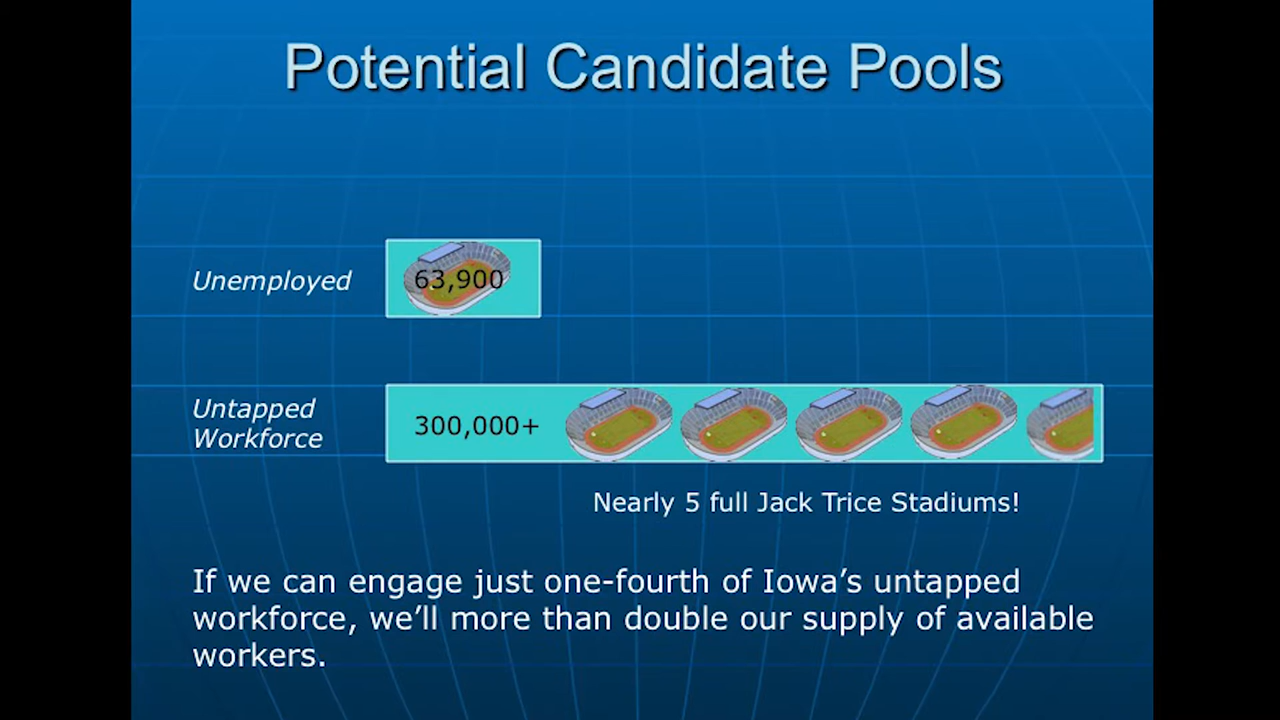 Potential Candidate Pools
Unemployed
63,900
Untapped
Workforce
300,000+
Nearly 5 full Jack Trice Stadiums!
If we can engage just one-fourth of Iowa’s untapped
workforce, we’ll more than double our supply of available
workers.